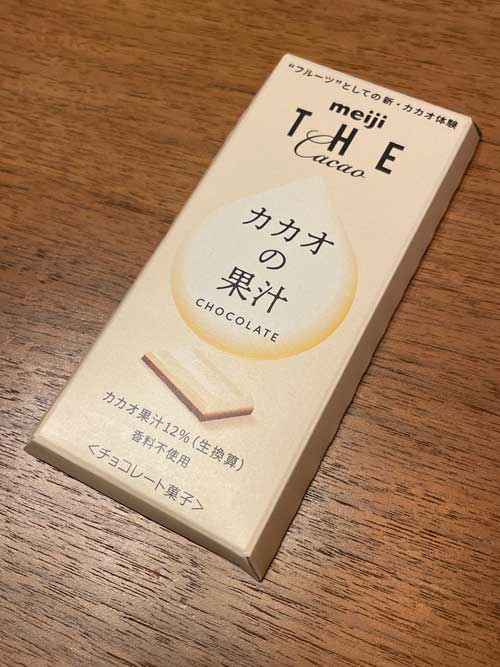 “フルーツ”としての新・カカオ体験
meiji
THE
Cacao
カカオ
の
果汁
CHOCOLATE
カカオ果汁12%(生換算)
香料不使用
<チョコレート菓子>